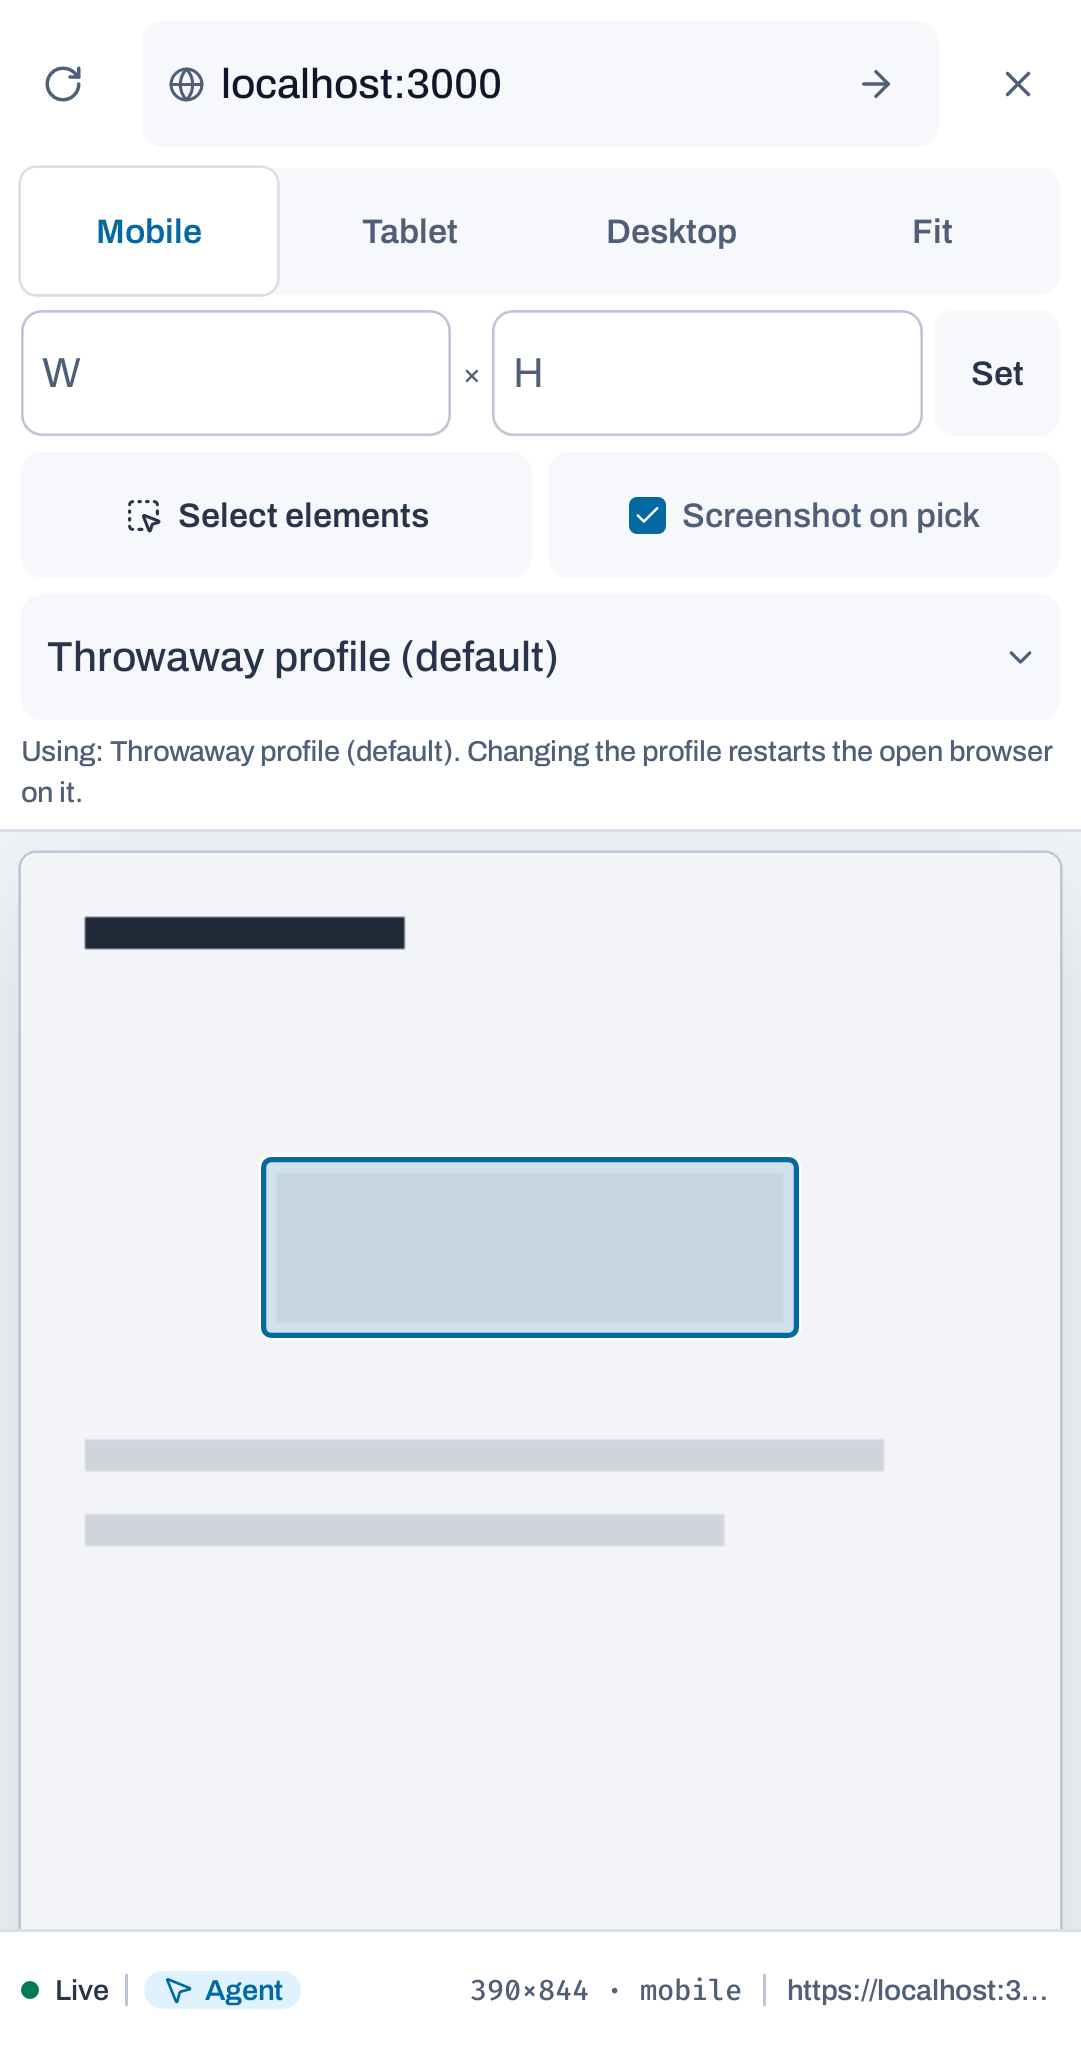 localhost:3000
Mobile Tablet Desktop Fit
W × H Set
Select elements Screenshot on pick
Throwaway profile (default)
Using: Throwaway profile (default). Changing the profile restarts the open browser
on it.
Live Agent 390×844 · mobile https://localhost:3...